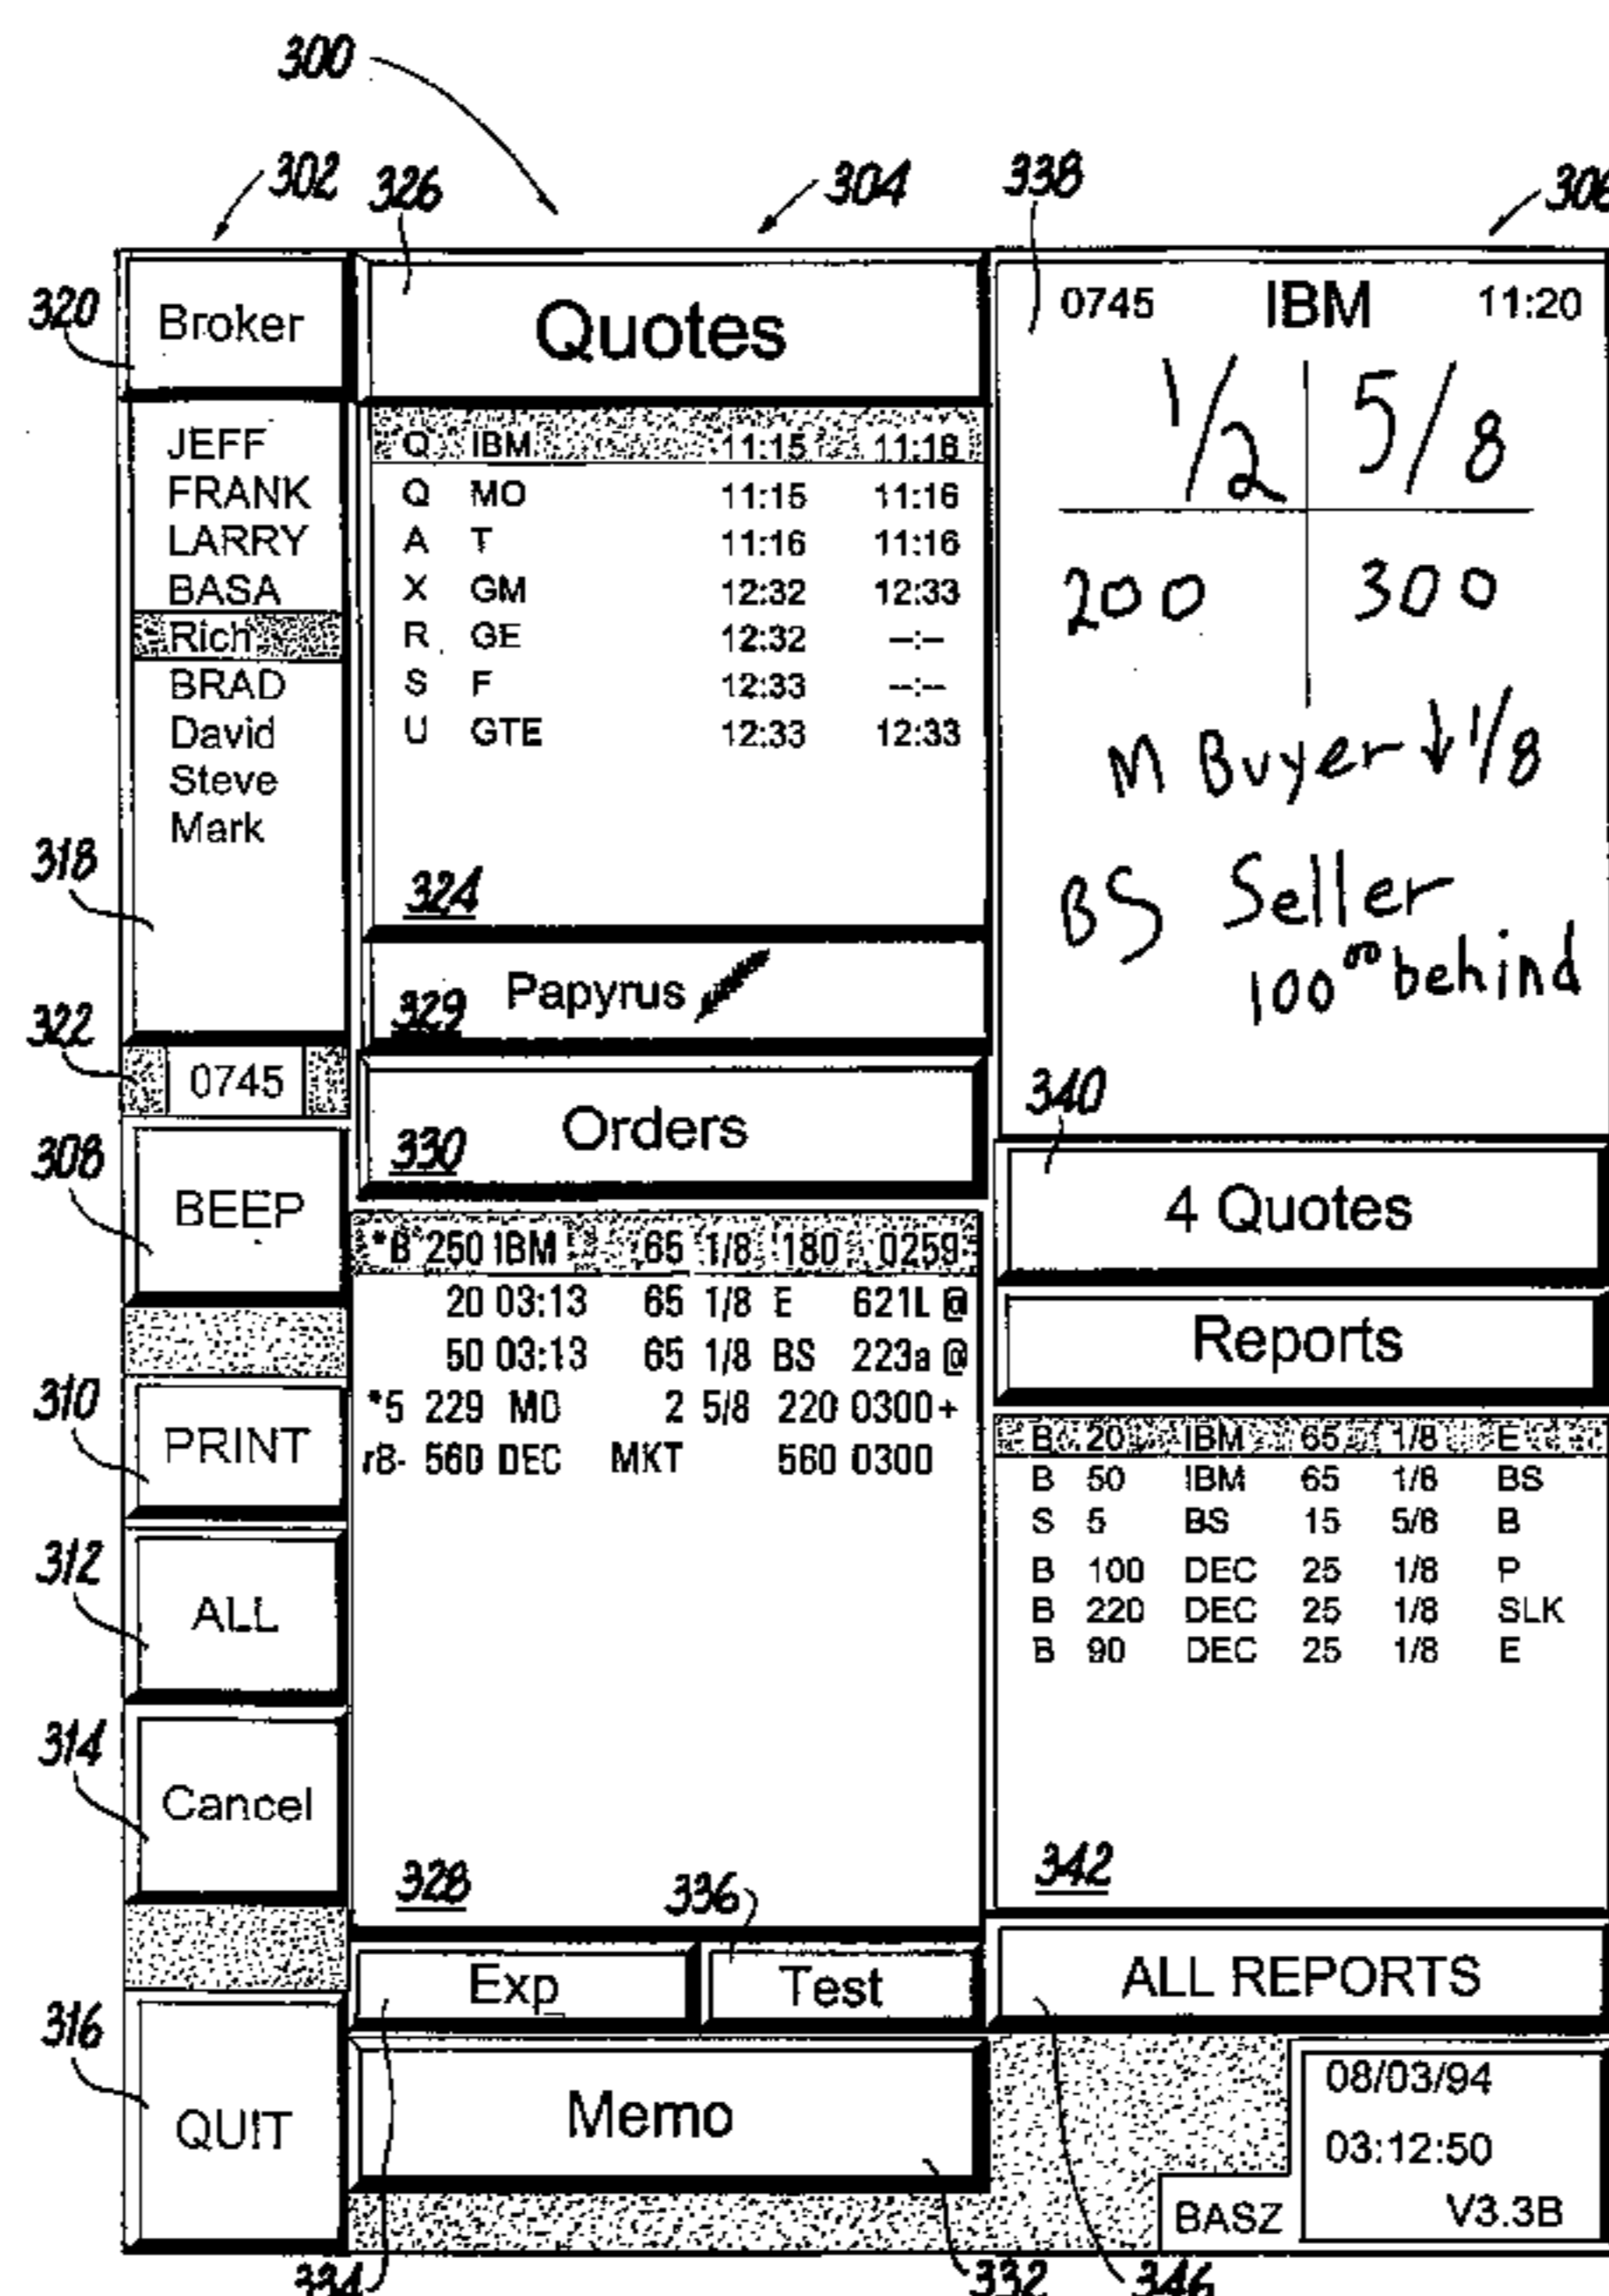 300
302 326 304 338 306
320 Broker
JEFF
FRANK
LARRY
BASA
Rich
BRAD
David
Steve
Mark
318
322 0745
308 BEEP
310 PRINT
312 ALL
314 Cancel
316 QUIT
Quotes
Q IBM 11:15 11:16
Q MO 11:15 11:16
A T 11:16 11:16
X GM 12:32 12:33
R GE 12:32 --:--
S F 12:33 --:--
U GTE 12:33 12:33
324
329 Papyrus
330 Orders
*B 250 IBM 65 1/8 180 0259
20 03:13 65 1/8 E 621L @
50 03:13 65 1/8 BS 223a @
*5 229 MO 2 5/8 220 0300+
r8- 560 DEC MKT 560 0300
328 336
Exp Test
Memo
334 332 346
0745 IBM 11:20
1/2 5/8
200 300
M Buyer ↓ 1/8
BS Seller
100 behind
340
4 Quotes
Reports
B 20 IBM 65 1/8 E
B 50 IBM 65 1/8 BS
S 5 BS 15 5/8 B
B 100 DEC 25 1/8 P
B 220 DEC 25 1/8 SLK
B 90 DEC 25 1/8 E
342
ALL REPORTS
08/03/94
03:12:50
BASZ V3.3B